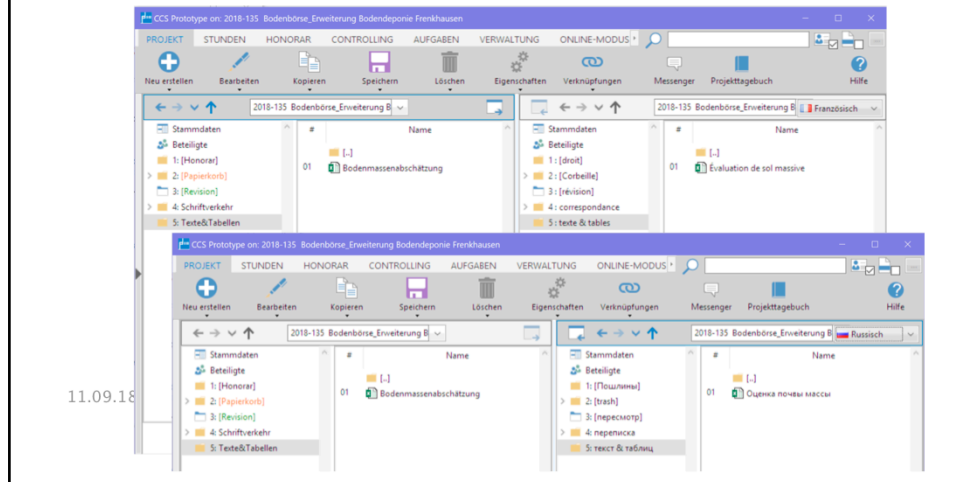 CCS Prototype on: 2018-135 Bodenbörse_Erweiterung Bodendeponie Frenkhausen
PROJEKT STUNDEN HONORAR CONTROLLING AUFGABEN VERWALTUNG ONLINE-MODUS
Neu erstellen Bearbeiten Kopieren Speichern Löschen Eigenschaften Verknüpfungen Messenger Projekttagebuch Hilfe
2018-135 Bodenbörse_Erweiterung B 2018-135 Bodenbörse_Erweiterung B Französisch
Stammdaten # Name Stammdaten # Name
Beteiligte Beteiligte
1: [Honorar] [..] 1 : [droit] [..]
2: [Papierkorb] 01 Bodenmassenabschätzung 2 : [Corbeille] 01 Évaluation de sol massive
3: [Revision] 3 : [révision]
4: Schriftverkehr 4 : correspondance
5: Texte&Tabellen 5 : texte & tables
CCS Prototype on: 2018-135 Bodenbörse_Erweiterung Bodendeponie Frenkhausen
PROJEKT STUNDEN HONORAR CONTROLLING AUFGABEN VERWALTUNG ONLINE-MODUS
Neu erstellen Bearbeiten Kopieren Speichern Löschen Eigenschaften Verknüpfungen Messenger Projekttagebuch Hilfe
2018-135 Bodenbörse_Erweiterung B 2018-135 Bodenbörse_Erweiterung B Russisch
Stammdaten # Name Stammdaten # Name
Beteiligte Beteiligte
1: [Honorar] [..] 1: [Пошлины] [..]
2: [Papierkorb] 01 Bodenmassenabschätzung 2: [trash] 01 Оценка почвы массы
3: [Revision] 3: [пересмотр]
4: Schriftverkehr 4: переписка
5: Texte&Tabellen 5: текст & таблиц
11.09.18